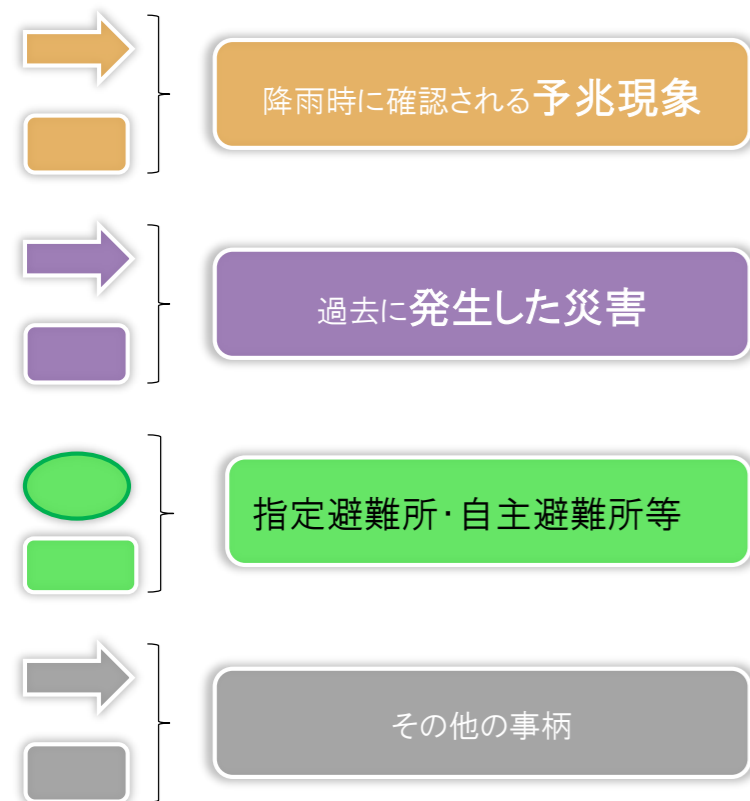 降雨時に確認される予兆現象
過去に発生した災害
指定避難所・自主避難所等
その他の事柄